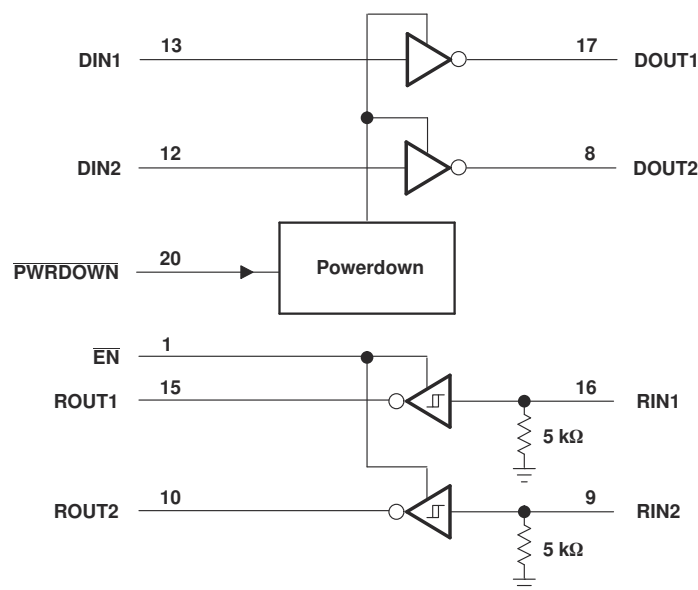 DIN1 13 17 DOUT1
DIN2 12 8 DOUT2
PWRDOWN 20 Powerdown
EN 1
ROUT1 15 16 RIN1
5 kΩ
ROUT2 10 9 RIN2
5 kΩ